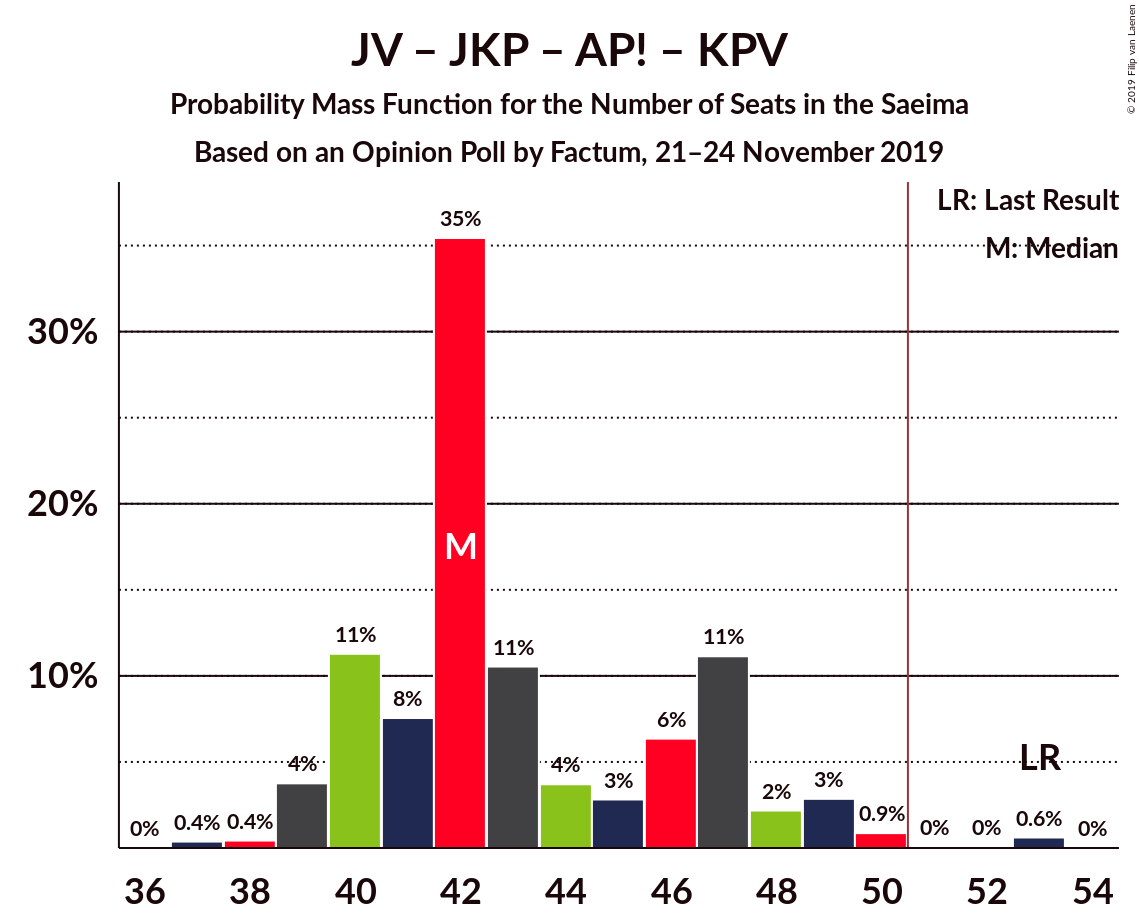 JV – JKP – AP! – KPV
Probability Mass Function for the Number of Seats in the Saeima
Based on an Opinion Poll by Factum, 21–24 November 2019
© 2019 Filip van Laenen
LR: Last Result
M: Median
35%
30%
20%
M
11%
11%
11%
10%
8%
6%
LR
4%
4%
3%
3%
2%
0%
0.4%
0.4%
0.9%
0%
0%
0.6%
0%
36 38 40 42 44 46 48 50 52 54